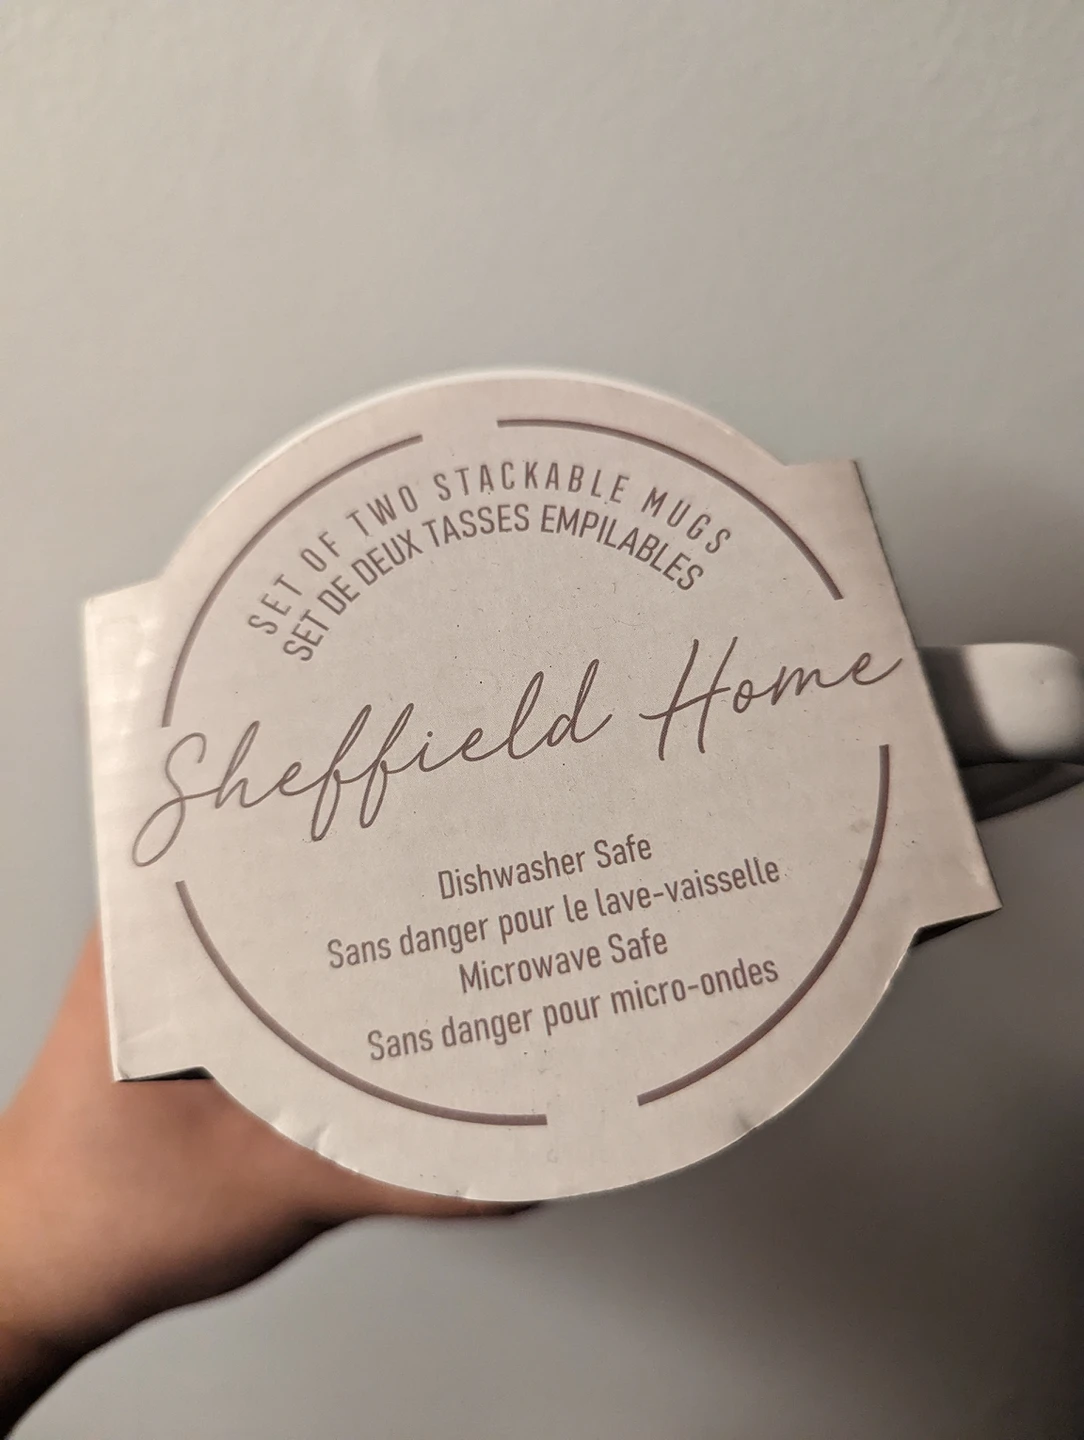 SET OF TWO STACKABLE MUGS
SET DE DEUX TASSES EMPILABLES
Sheffield Home
Dishwasher Safe
Sans danger pour le lave-vaisselle
Microwave Safe
Sans danger pour micro-ondes